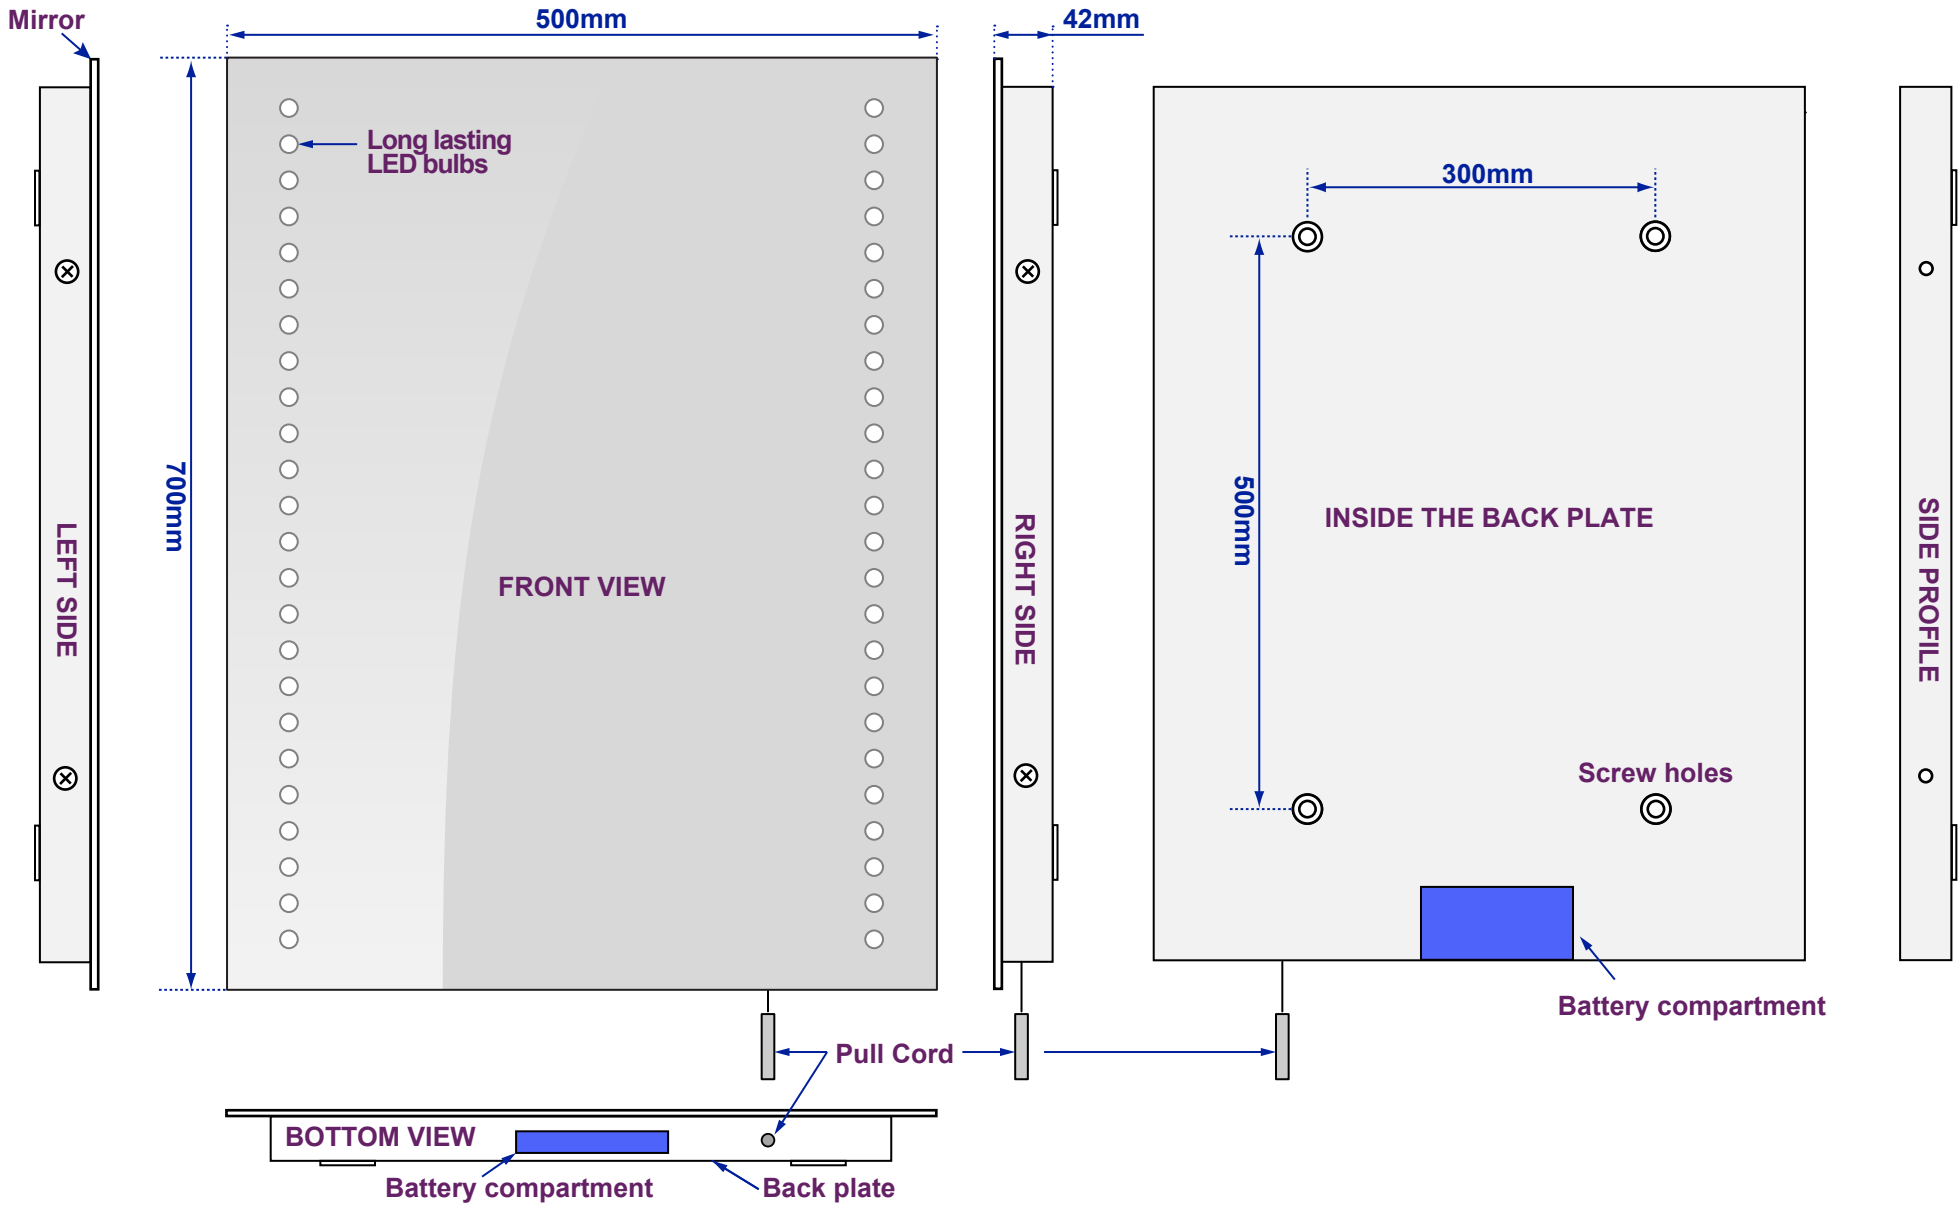 Mirror
500mm
42mm
Long lasting
LED bulbs
300mm
700mm
500mm
LEFT SIDE
FRONT VIEW
RIGHT SIDE
INSIDE THE BACK PLATE
SIDE PROFILE
Screw holes
Battery compartment
Pull Cord
BOTTOM VIEW
Battery compartment
Back plate